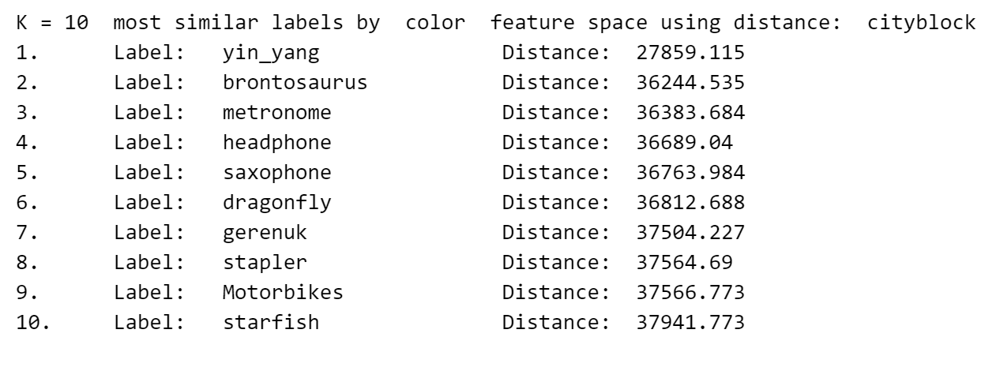 K = 10  most similar labels by  color  feature space using distance:  cityblock
1.      Label:   yin_yang               Distance:  27859.115
2.      Label:   brontosaurus           Distance:  36244.535
3.      Label:   metronome              Distance:  36383.684
4.      Label:   headphone              Distance:  36689.04
5.      Label:   saxophone              Distance:  36763.984
6.      Label:   dragonfly              Distance:  36812.688
7.      Label:   gerenuk                Distance:  37504.227
8.      Label:   stapler                Distance:  37564.69
9.      Label:   Motorbikes             Distance:  37566.773
10.     Label:   starfish               Distance:  37941.773